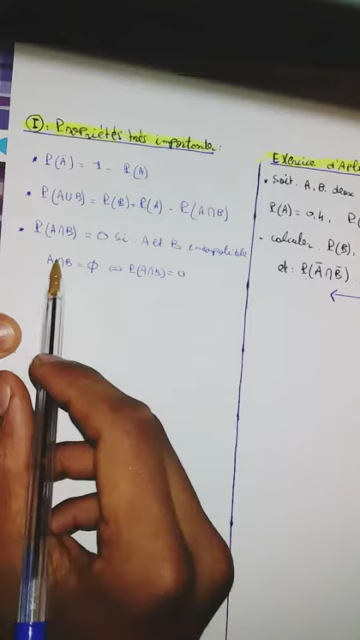 I): Propriétés très importantes:
• P(Ā) = 1 - P(A)
• P(A∪B) = P(B) + P(A) - P(A∩B)
• P(A∩B) = 0 si A et B incompatible
A∩B = ∅ ⇔ P(A∩B) = 0
Exercice d'Apl
• Soit A, B deux
P(A) = 0,4, P(
- calculer P(B),
et: P(Ā∩B̄)